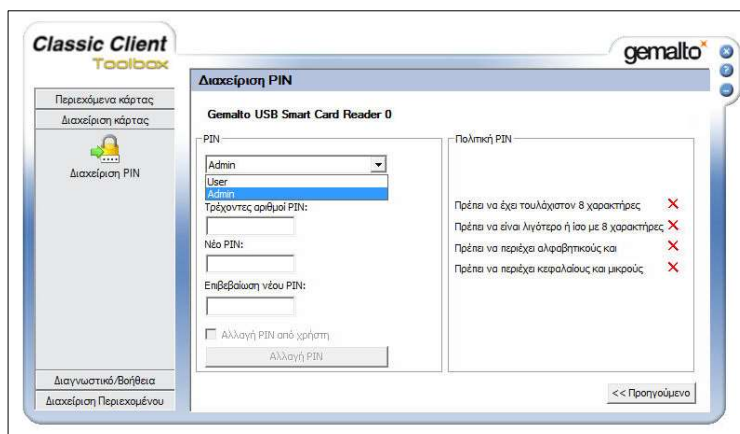 Classic Client
Toolbox
gemalto
Περιεχόμενα κάρτας
Διαχείριση κάρτας
Διαχείριση PIN
Διαγνωστικό/Βοήθεια
Διαχείριση Περιεχομένου
Διαχείριση PIN
Gemalto USB Smart Card Reader 0
PIN
Admin
User
Admin
Τρέχοντες αριθμοί PIN:
Νέο PIN:
Επιβεβαίωση νέου PIN:
Αλλαγή PIN από χρήστη
Αλλαγή PIN
Πολιτική PIN
Πρέπει να έχει τουλάχιστον 8 χαρακτήρες
Πρέπει να είναι λιγότερο ή ίσο με 8 χαρακτήρες
Πρέπει να περιέχει αλφαβητικούς και
Πρέπει να περιέχει κεφαλαίους και μικρούς
<< Προηγούμενο